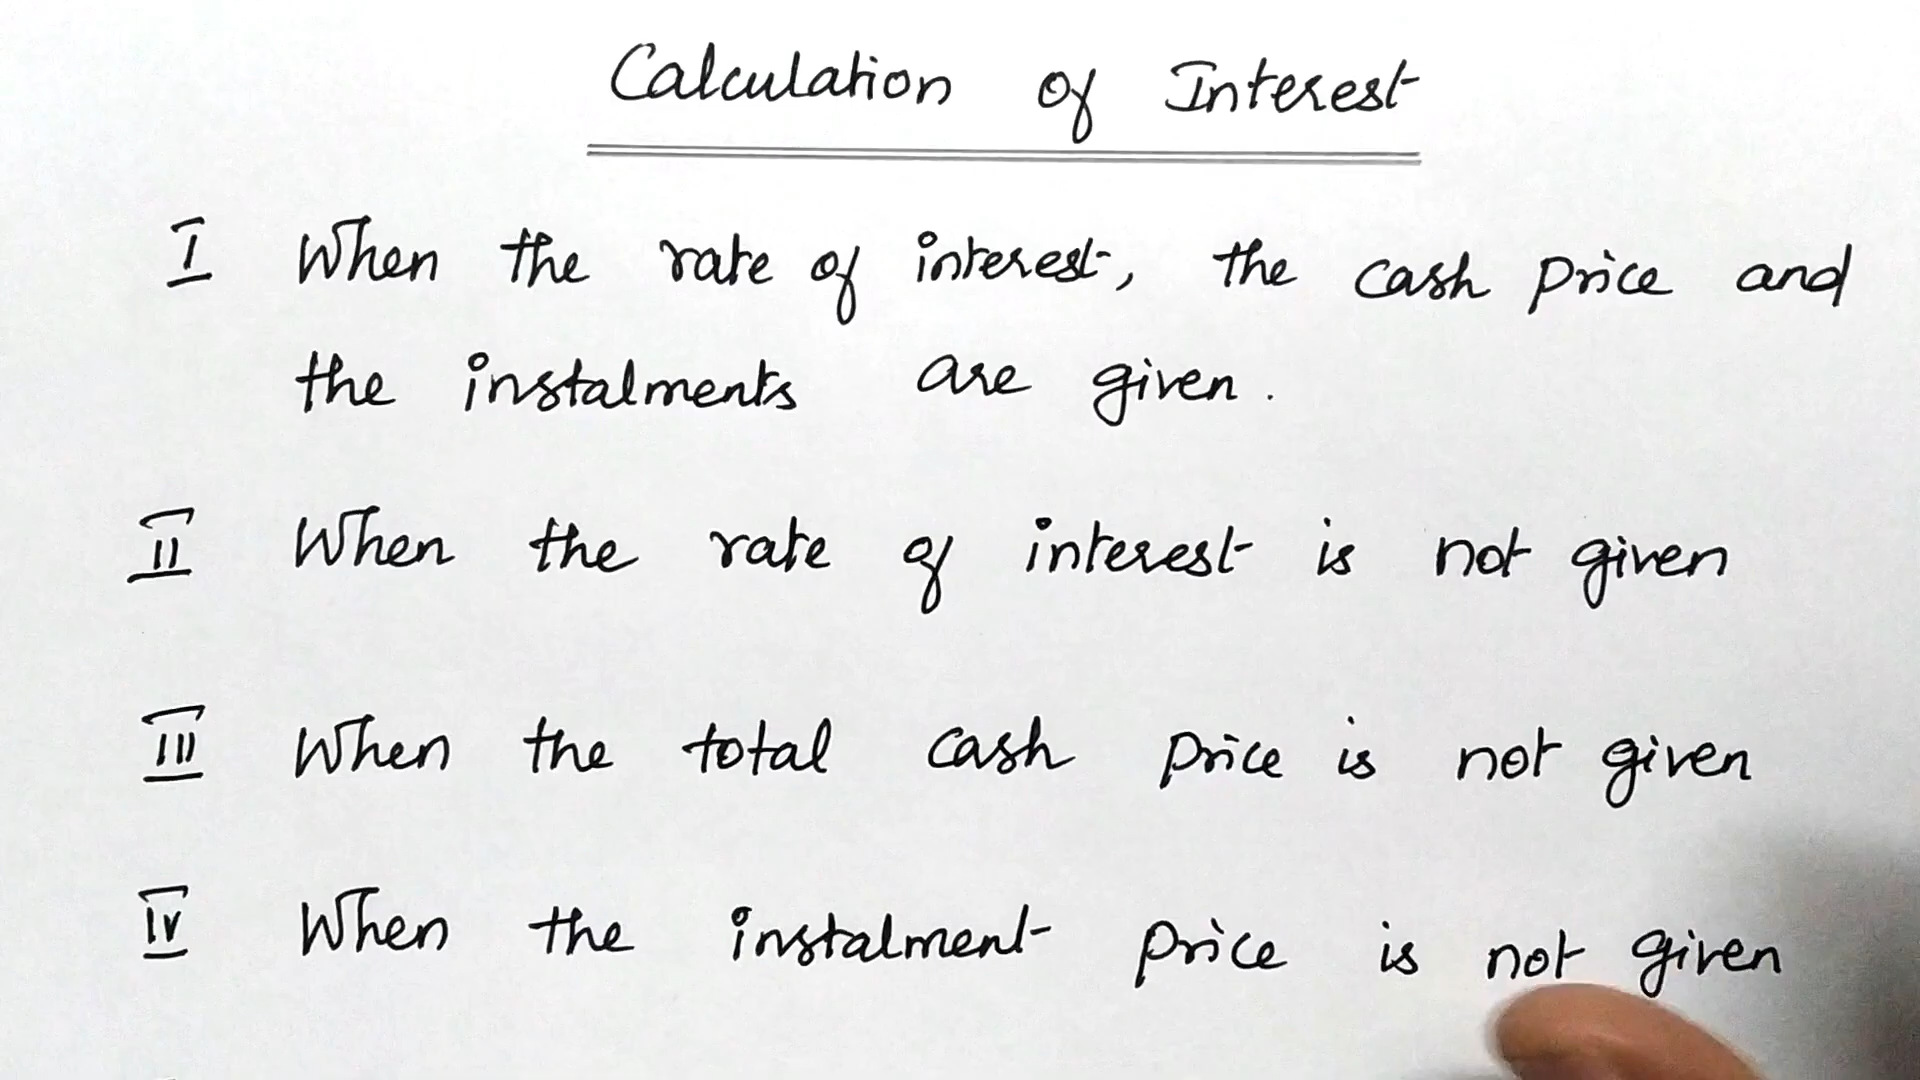 Calculation of Interest
I When the rate of interest, the cash price and
the instalments are given.
II When the rate of interest is not given
III When the total cash price is not given
IV When the instalment price is not given